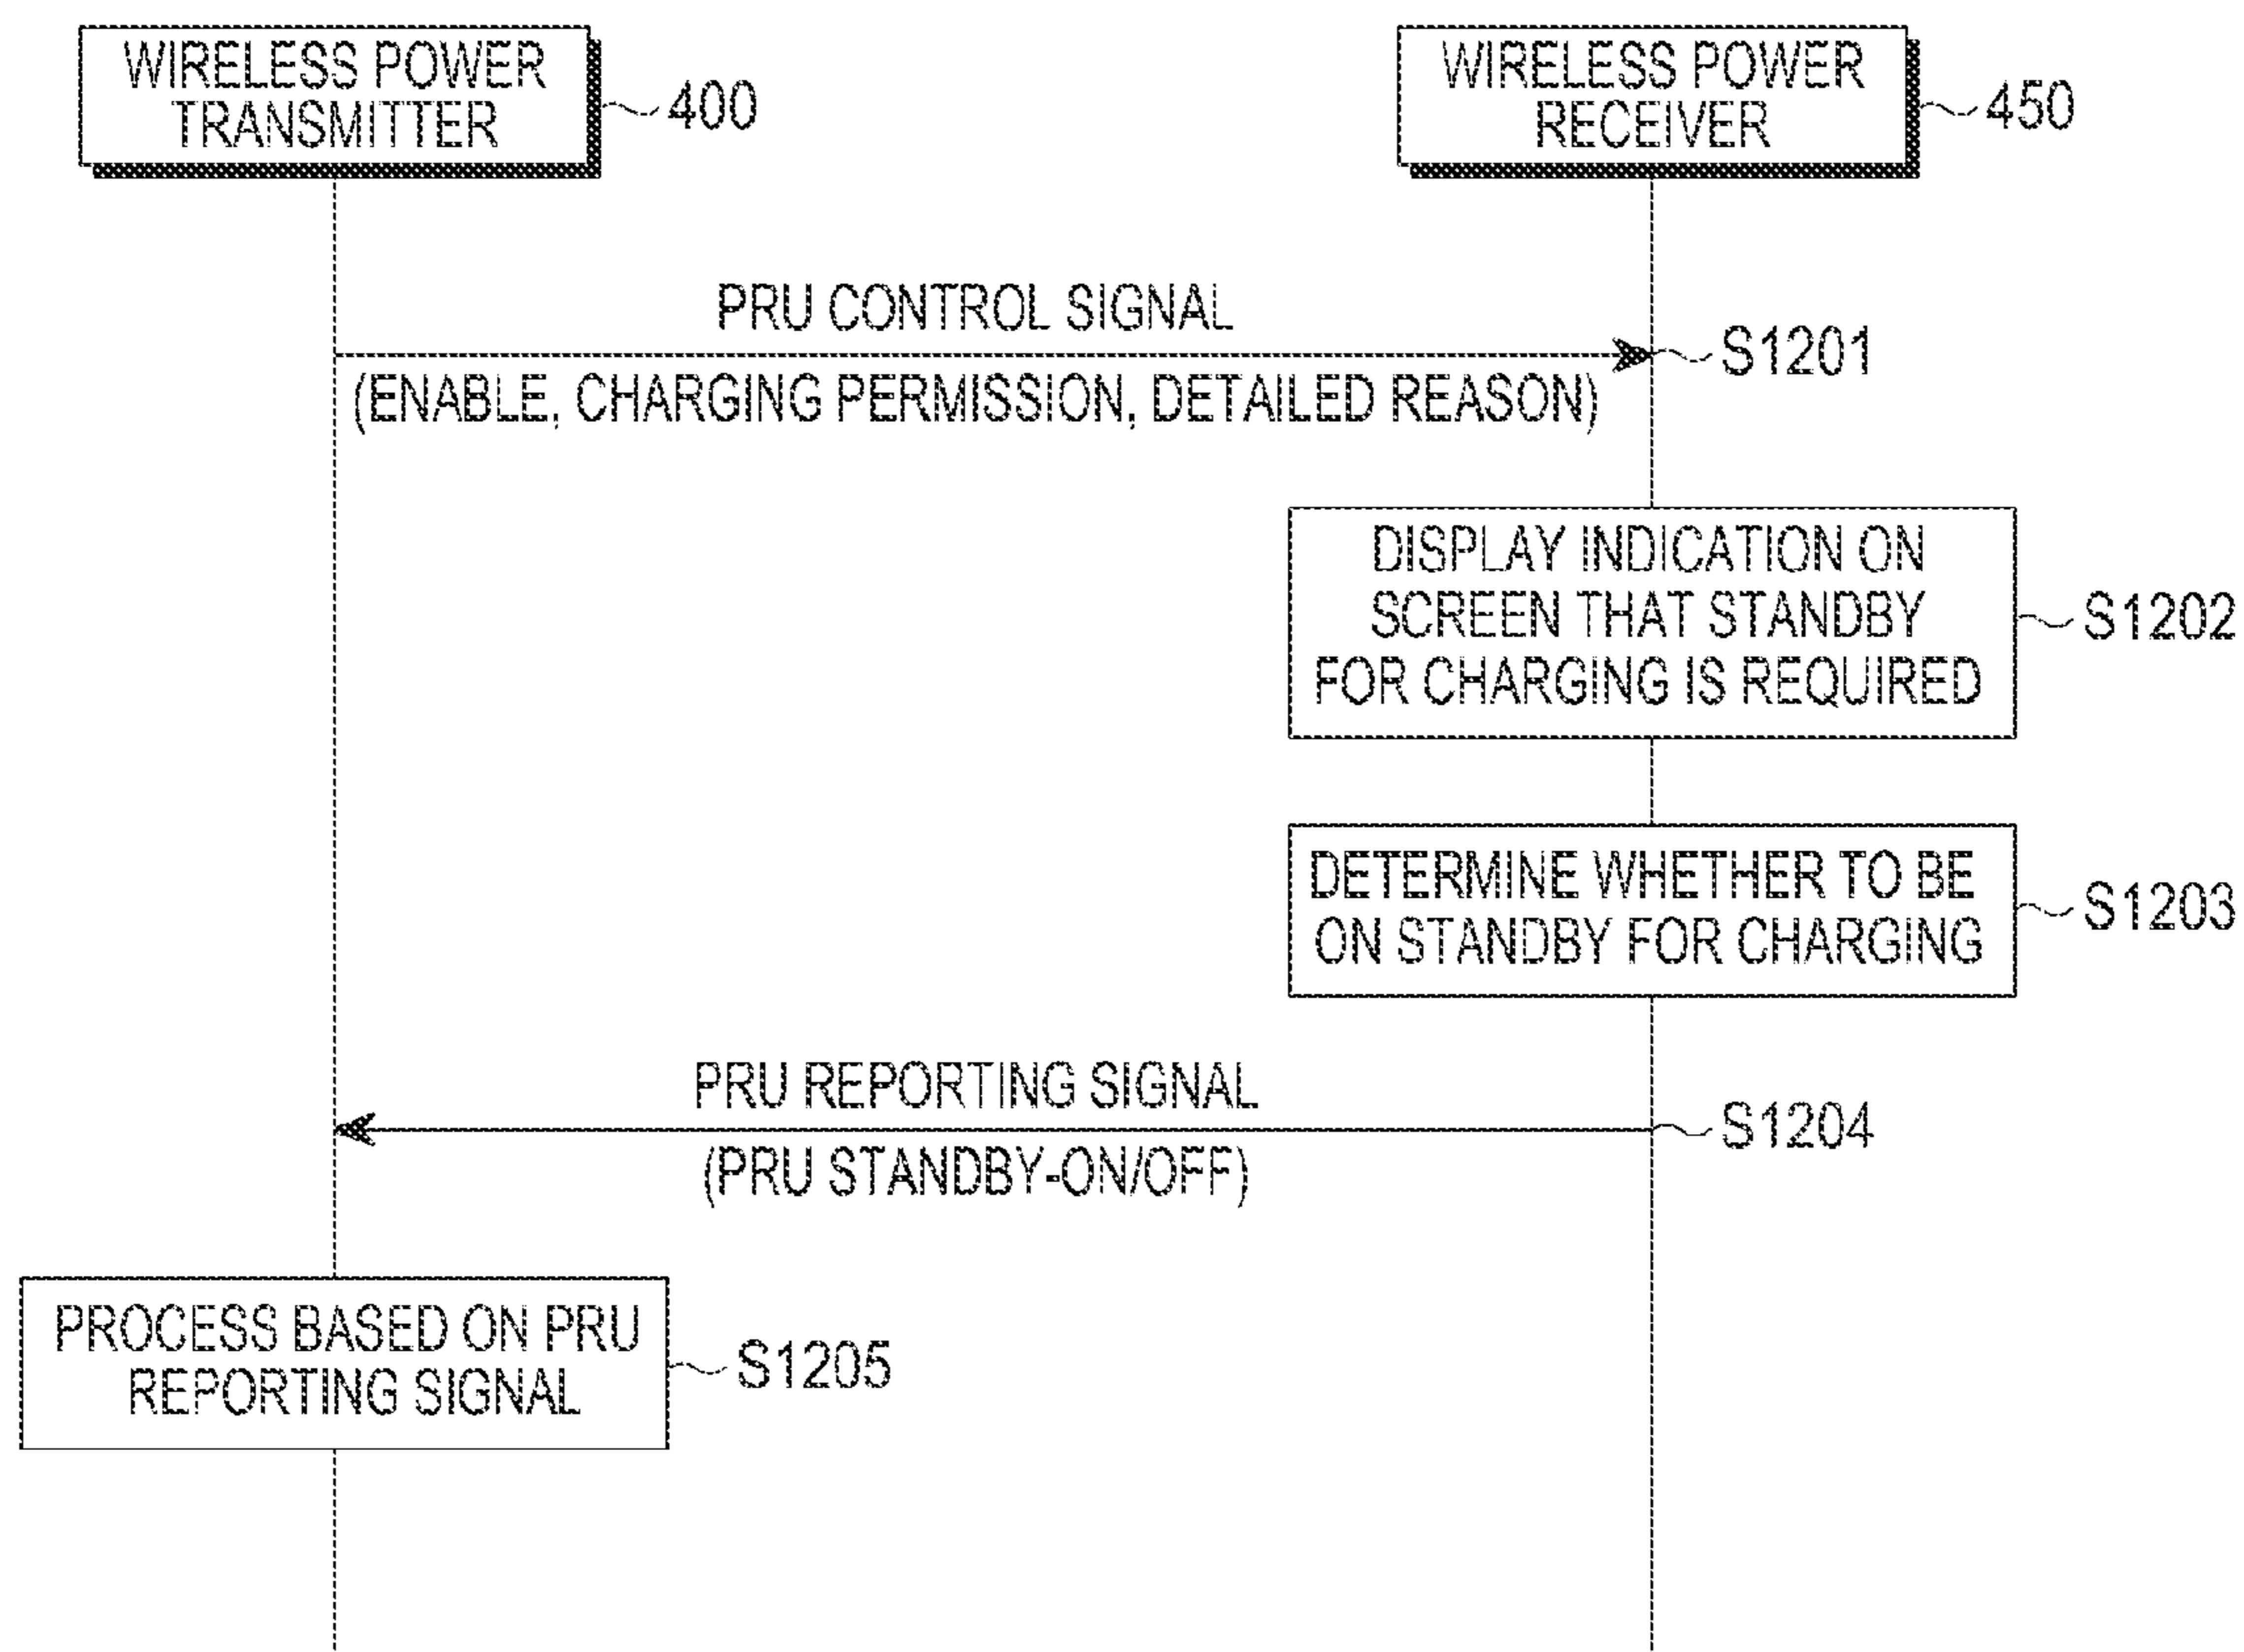 WIRELESS POWER
TRANSMITTER
400
WIRELESS POWER
RECEIVER
450
PRU CONTROL SIGNAL
S1201
(ENABLE, CHARGING PERMISSION, DETAILED REASON)
DISPLAY INDICATION ON
SCREEN THAT STANDBY
FOR CHARGING IS REQUIRED
S1202
DETERMINE WHETHER TO BE
ON STANDBY FOR CHARGING
S1203
PRU REPORTING SIGNAL
S1204
(PRU STANDBY-ON/OFF)
PROCESS BASED ON PRU
REPORTING SIGNAL
S1205